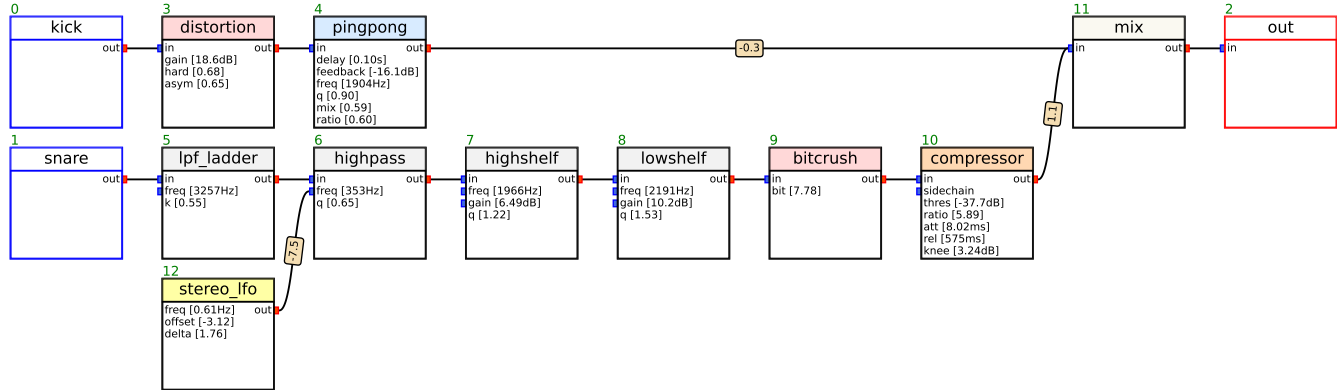 0
kick
out
3
distortion
in out
gain [18.6dB]
hard [0.68]
asym [0.65]
4
pingpong
in out
delay [0.10s]
feedback [-16.1dB]
freq [1904Hz]
q [0.90]
mix [0.59]
ratio [0.60]
-0.3
11
mix
in out
2
out
in
1
snare
out
5
lpf_ladder
in out
freq [3257Hz]
k [0.55]
6
highpass
in out
freq [353Hz]
q [0.65]
7
highshelf
in out
freq [1966Hz]
gain [6.49dB]
q [1.22]
8
lowshelf
in out
freq [2191Hz]
gain [10.2dB]
q [1.53]
9
bitcrush
in out
bit [7.78]
10
compressor
in out
sidechain
thres [-37.7dB]
ratio [5.89]
att [8.02ms]
rel [575ms]
knee [3.24dB]
1.1
12
stereo_lfo
freq [0.61Hz] out
offset [-3.12]
delta [1.76]
-7.5